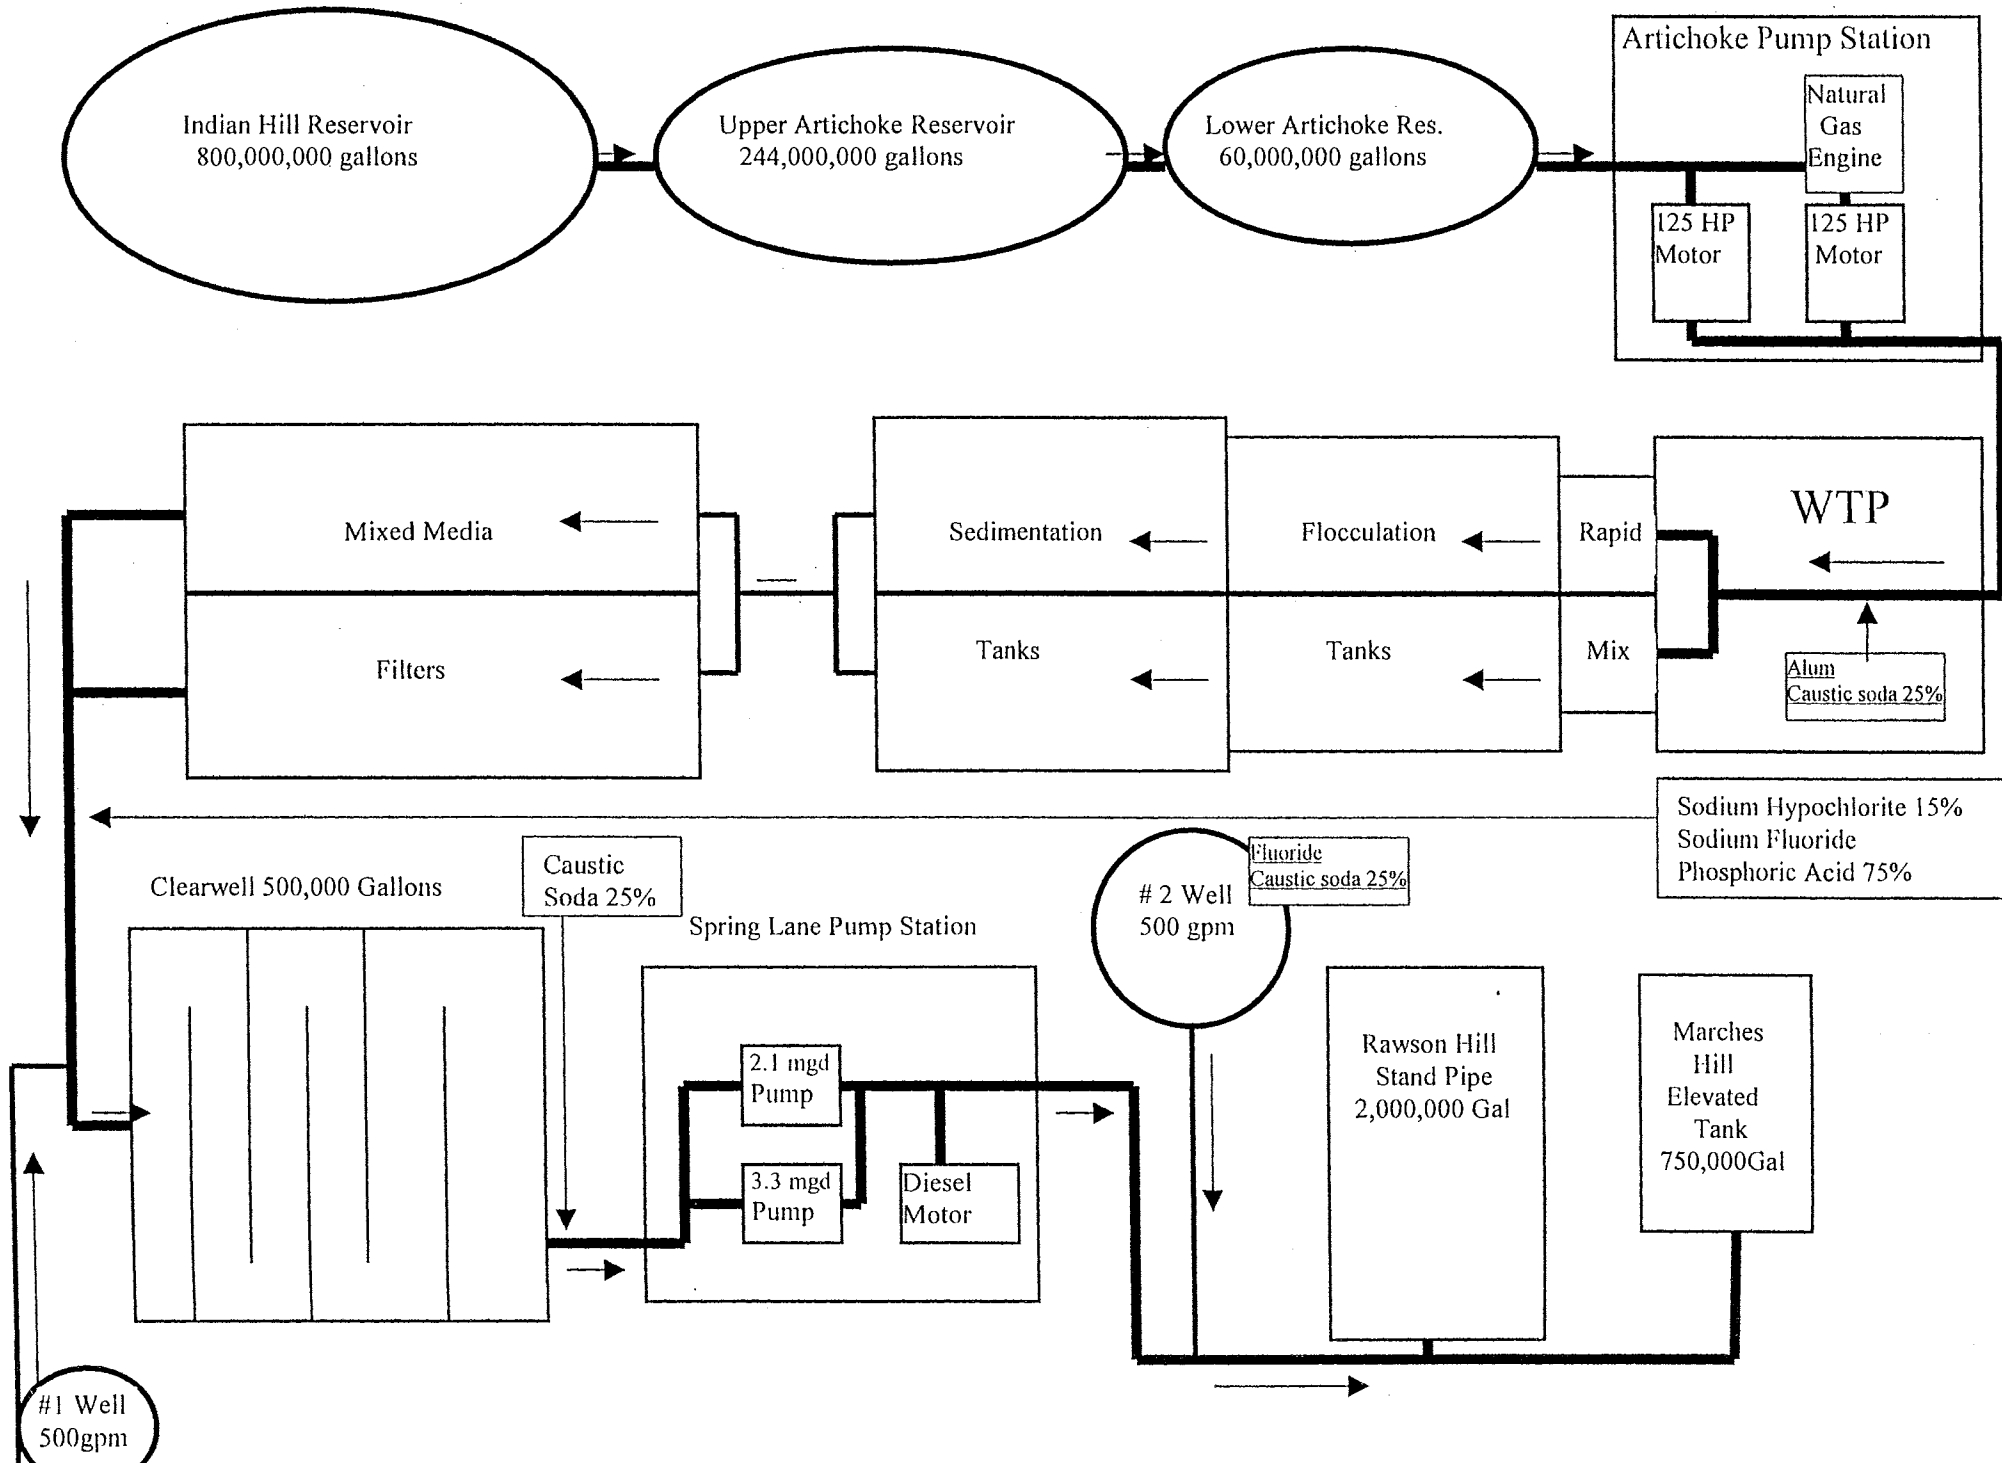 Artichoke Pump Station
Indian Hill Reservoir
800,000,000 gallons
Upper Artichoke Reservoir
244,000,000 gallons
Lower Artichoke Res.
60,000,000 gallons
Natural
Gas
Engine
125 HP
Motor
125 HP
Motor
Mixed Media
Filters
Sedimentation
Tanks
Flocculation
Tanks
Rapid
Mix
WTP
Alum
Caustic soda 25%
Sodium Hypochlorite 15%
Sodium Fluoride
Phosphoric Acid 75%
Clearwell 500,000 Gallons
Caustic
Soda 25%
Spring Lane Pump Station
2.1 mgd
Pump
3.3 mgd
Pump
Diesel
Motor
# 2 Well
500 gpm
Fluoride
Caustic soda 25%
Rawson Hill
Stand Pipe
2,000,000 Gal
Marches
Hill
Elevated
Tank
750,000Gal
#1 Well
500gpm